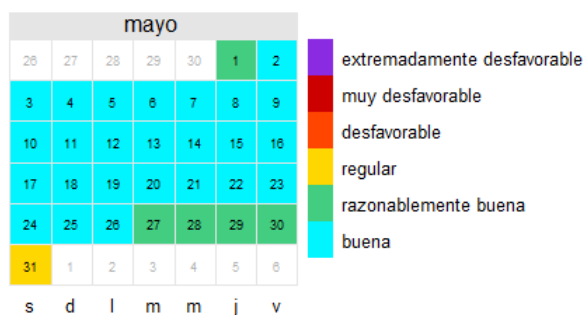 mayo
26 27 28 29 30 1 2
3 4 5 6 7 8 9
10 11 12 13 14 15 16
17 18 19 20 21 22 23
24 25 26 27 28 29 30
31 1 2 3 4 5 6
s d l m m j v
extremadamente desfavorable
muy desfavorable
desfavorable
regular
razonablemente buena
buena